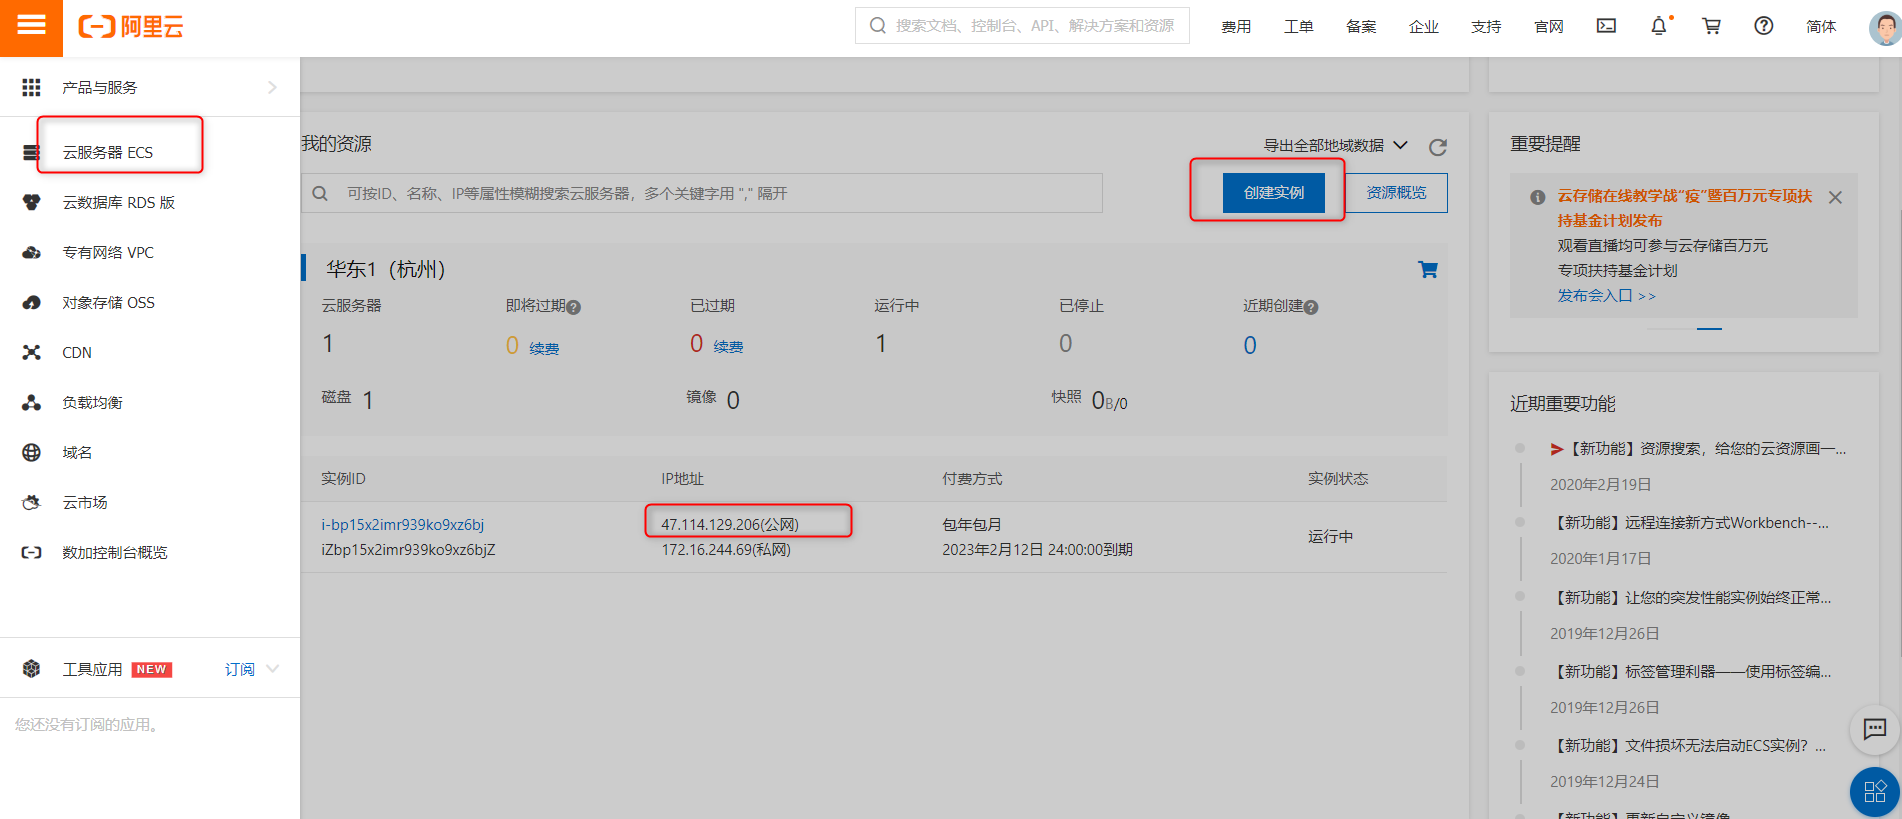 阿里云
搜索文档、控制台、API、解决方案和资源
费用
工单
备案
企业
支持
官网
简体
产品与服务
云服务器 ECS
云数据库 RDS 版
专有网络 VPC
对象存储 OSS
CDN
负载均衡
域名
云市场
数加控制台概览
工具应用 NEW 订阅
您还没有订阅的应用。
我的资源
导出全部地域数据
可按ID、名称、IP等属性模糊搜索云服务器，多个关键字用 "," 隔开
创建实例
资源概览
华东1（杭州）
云服务器 即将过期 已过期 运行中 已停止 近期创建
1 0 续费 0 续费 1 0 0
磁盘 1 镜像 0 快照 0B/0
实例ID IP地址 付费方式 实例状态
i-bp15x2imr939ko9xz6bj 47.114.129.206(公网) 包年包月
运行中
iZbp15x2imr939ko9xz6bjZ 172.16.244.69(私网) 2023年2月12日 24:00:00到期
重要提醒
云存储在线教学战“疫”暨百万元专项扶
持基金计划发布
观看直播均可参与云存储百万元
专项扶持基金计划
发布会入口 >>
近期重要功能
【新功能】资源搜索，给您的云资源画一...
2020年2月19日
【新功能】远程连接新方式Workbench--...
2020年1月17日
【新功能】让您的突发性能实例始终正常...
2019年12月26日
【新功能】标签管理利器——使用标签编...
2019年12月26日
【新功能】文件损坏无法启动ECS实例？...
2019年12月24日
【新功能】更新自定义镜像